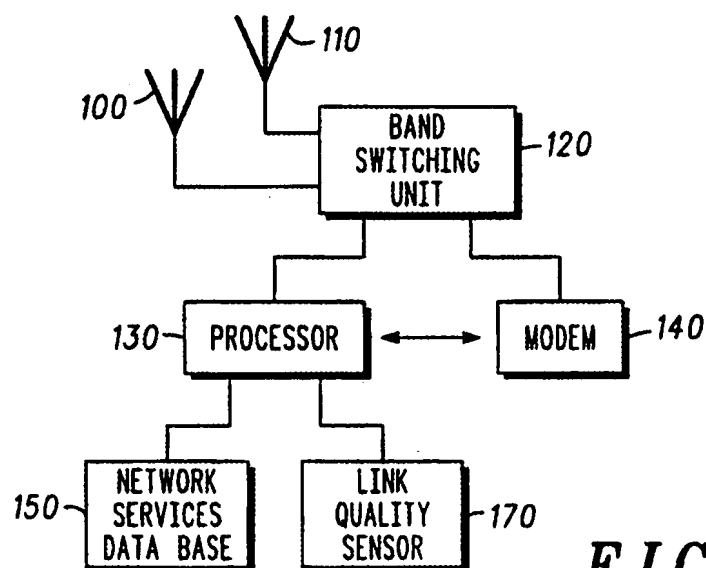 110
100
BAND
SWITCHING
UNIT
120
130
PROCESSOR
MODEM
140
150
NETWORK
SERVICES
DATA BASE
LINK
QUALITY
SENSOR
170
FIG